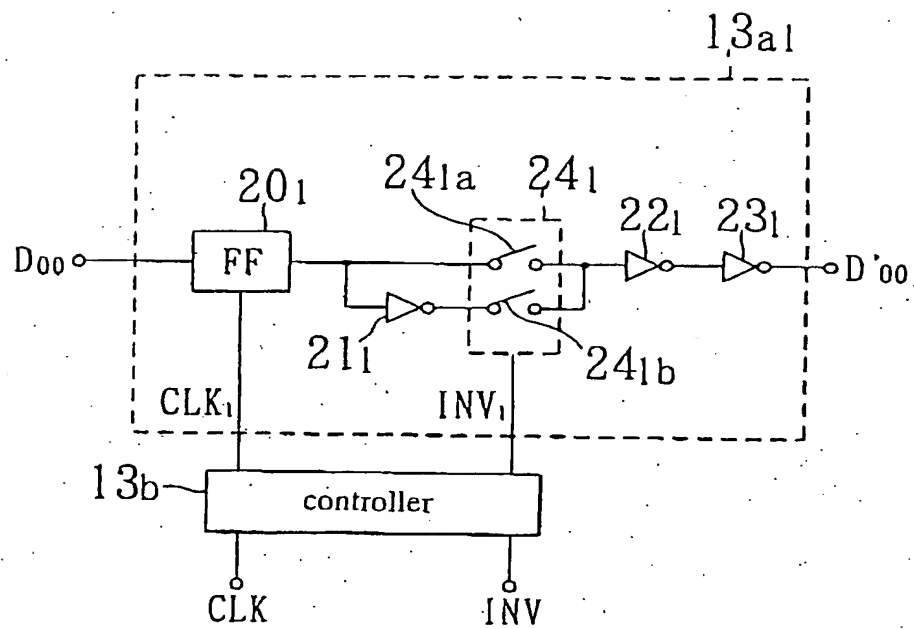 13a1
20₁
24₁a
24₁
22₁
23₁
D₀₀
FF
D'₀₀
21₁
24₁b
CLK₁
INV₁
13b
controller
CLK
INV